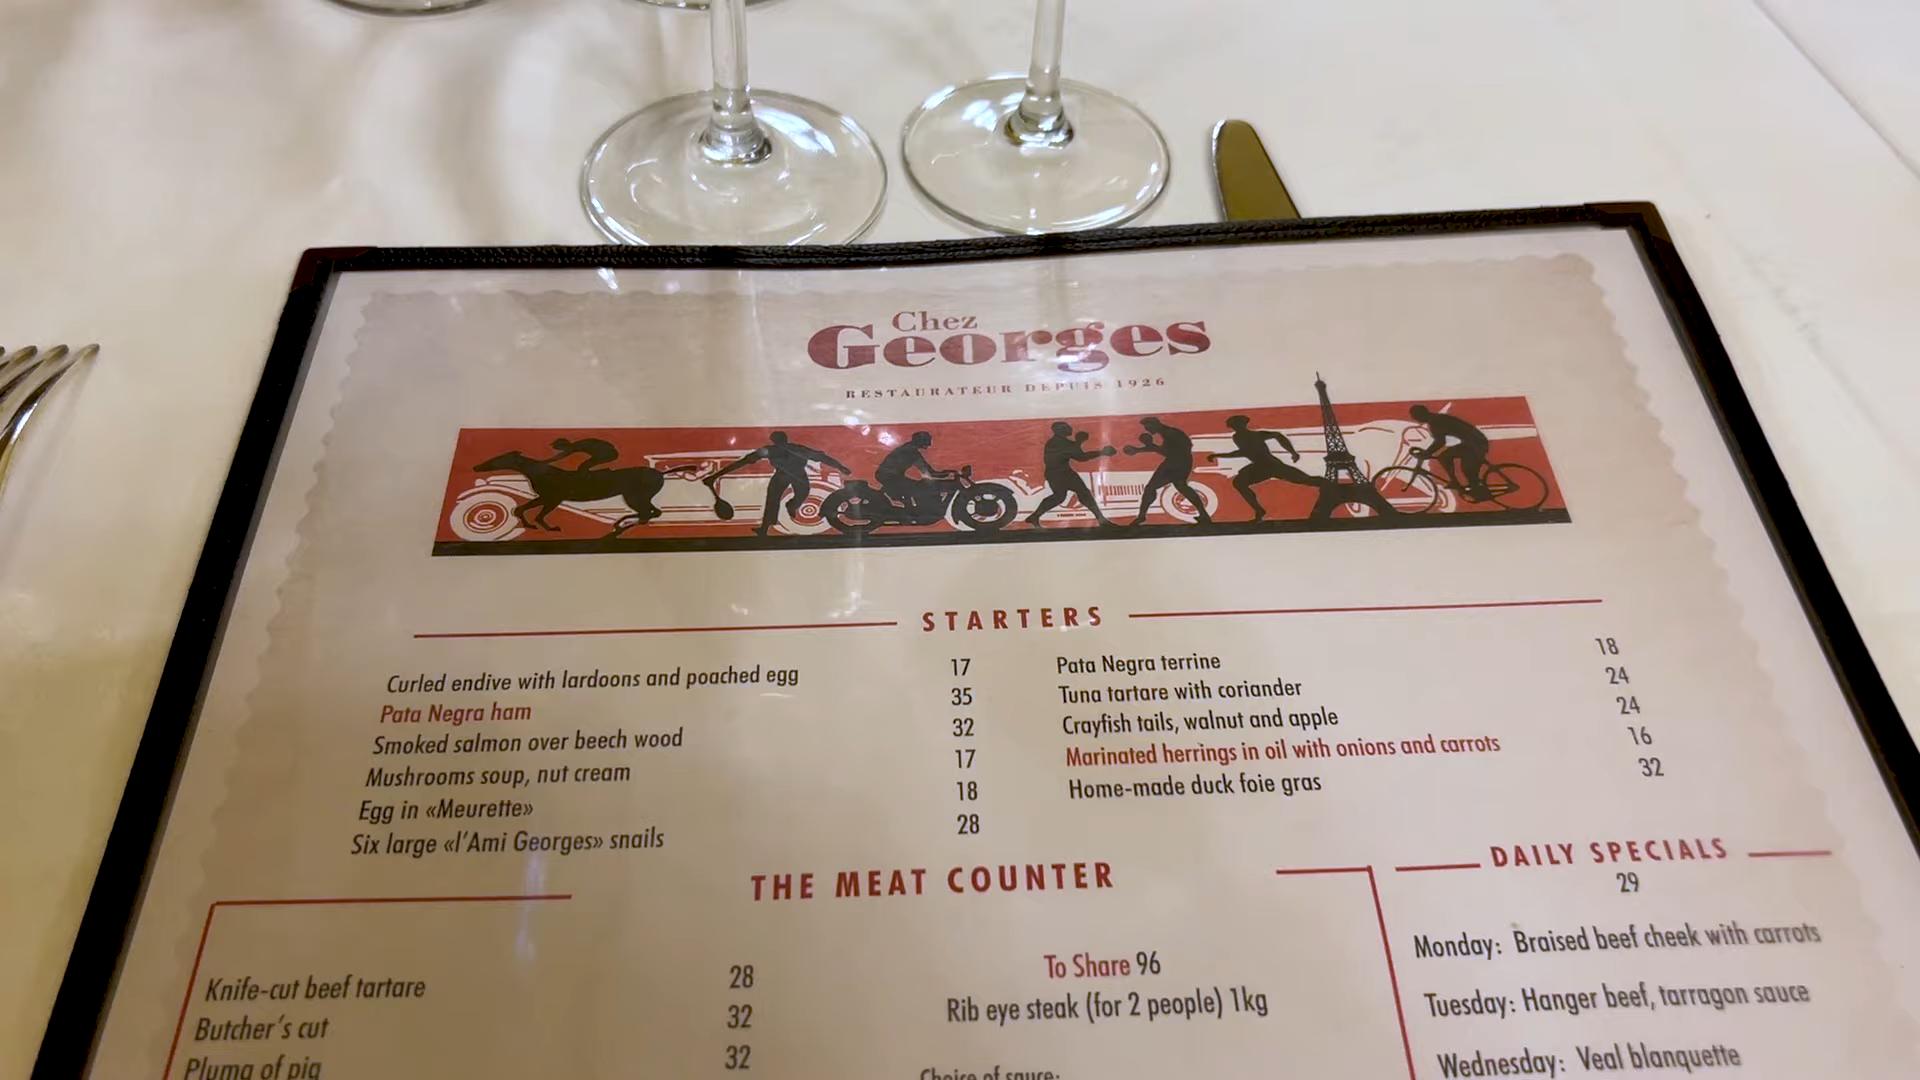 Chez
Georges
RESTAURATEUR DEPUIS 1926
STARTERS
Curled endive with lardoons and poached egg 17
Pata Negra ham 35
Smoked salmon over beech wood 32
Mushrooms soup, nut cream 17
Egg in «Meurette» 18
Six large «l'Ami Georges» snails 28
Pata Negra terrine 18
Tuna tartare with coriander 24
Crayfish tails, walnut and apple 24
Marinated herrings in oil with onions and carrots 16
Home-made duck foie gras 32
THE MEAT COUNTER
Knife-cut beef tartare 28
Butcher's cut 32
Pluma of pig 32
To Share 96
Rib eye steak (for 2 people) 1kg
Choice of sauce:
DAILY SPECIALS
29
Monday: Braised beef cheek with carrots
Tuesday: Hanger beef, tarragon sauce
Wednesday: Veal blanquette